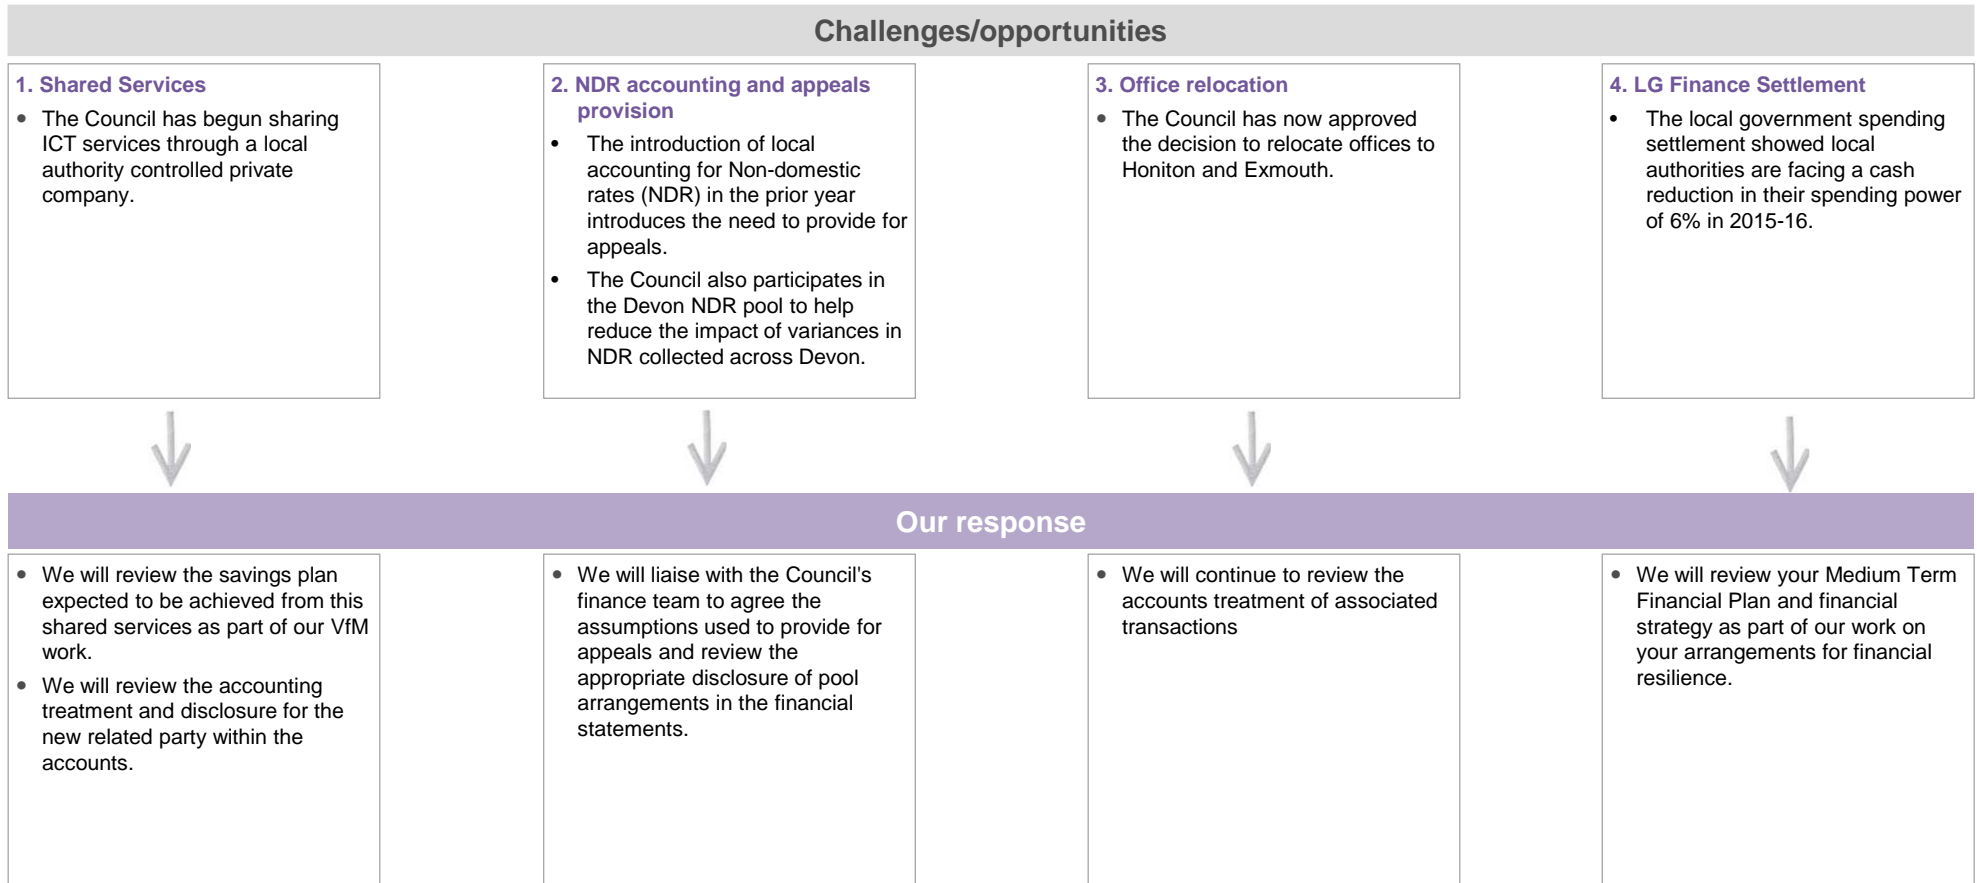 Challenges/opportunities
1. Shared Services
• The Council has begun sharing
ICT services through a local
authority controlled private
company.
2. NDR accounting and appeals
provision
• The introduction of local
accounting for Non-domestic
rates (NDR) in the prior year
introduces the need to provide for
appeals.
• The Council also participates in
the Devon NDR pool to help
reduce the impact of variances in
NDR collected across Devon.
3. Office relocation
• The Council has now approved
the decision to relocate offices to
Honiton and Exmouth.
4. LG Finance Settlement
• The local government spending
settlement showed local
authorities are facing a cash
reduction in their spending power
of 6% in 2015-16.
Our response
• We will review the savings plan
expected to be achieved from this
shared services as part of our VfM
work.
• We will review the accounting
treatment and disclosure for the
new related party within the
accounts.
• We will liaise with the Council's
finance team to agree the
assumptions used to provide for
appeals and review the
appropriate disclosure of pool
arrangements in the financial
statements.
• We will continue to review the
accounts treatment of associated
transactions
• We will review your Medium Term
Financial Plan and financial
strategy as part of our work on
your arrangements for financial
resilience.